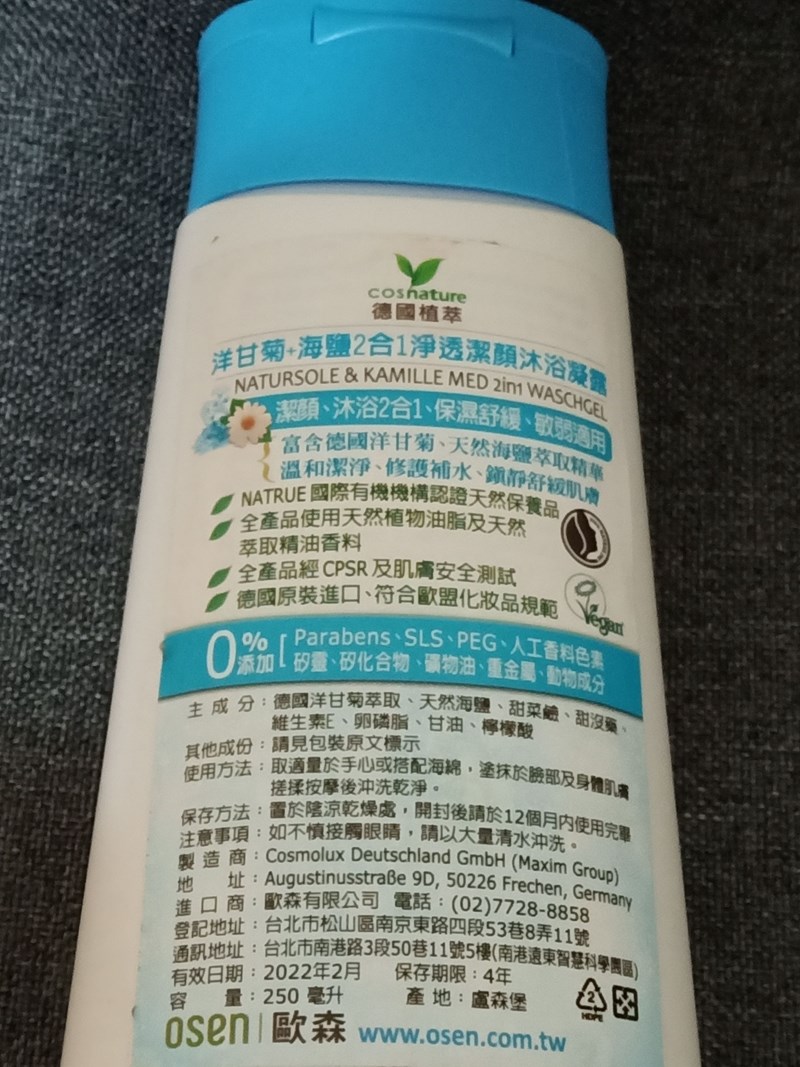 cosnature
德國植萃
洋甘菊+海鹽2合1淨透潔顏沐浴凝露
NATURSOLE & KAMILLE MED 2in1 WASCHGEL
潔顏、沐浴2合1、保濕舒緩、敏弱適用
富含德國洋甘菊、天然海鹽萃取精華
溫和潔淨、修護補水、鎮靜舒緩肌膚
NATRUE 國際有機機構認證天然保養品
全產品使用天然植物油脂及天然
萃取精油香料
全產品經 CPSR 及肌膚安全測試
德國原裝進口、符合歐盟化妝品規範
Vegan
0%添加 [ Parabens、SLS、PEG、人工香料色素
矽靈、矽化合物、礦物油、重金屬、動物成分
主成分：德國洋甘菊萃取、天然海鹽、甜菜鹼、甜沒藥、
維生素E、卵磷脂、甘油、檸檬酸
其他成份：請見包裝原文標示
使用方法：取適量於手心或搭配海綿，塗抹於臉部及身體肌膚
搓揉按摩後沖洗乾淨。
保存方法：置於陰涼乾燥處，開封後請於12個月內使用完畢
注意事項：如不慎接觸眼睛，請以大量清水沖洗。
製造商：Cosmolux Deutschland GmbH (Maxim Group)
地址：Augustinusstraße 9D, 50226 Frechen, Germany
進口商：歐森有限公司 電話：(02)7728-8858
登記地址：台北市松山區南京東路四段53巷8弄11號
通訊地址：台北市南港路3段50巷11號5樓(南港遠東智慧科學園區)
有效日期：2022年2月 保存期限：4年
容量：250 毫升 產地：盧森堡
2
HDPE
osen | 歐森 www.osen.com.tw